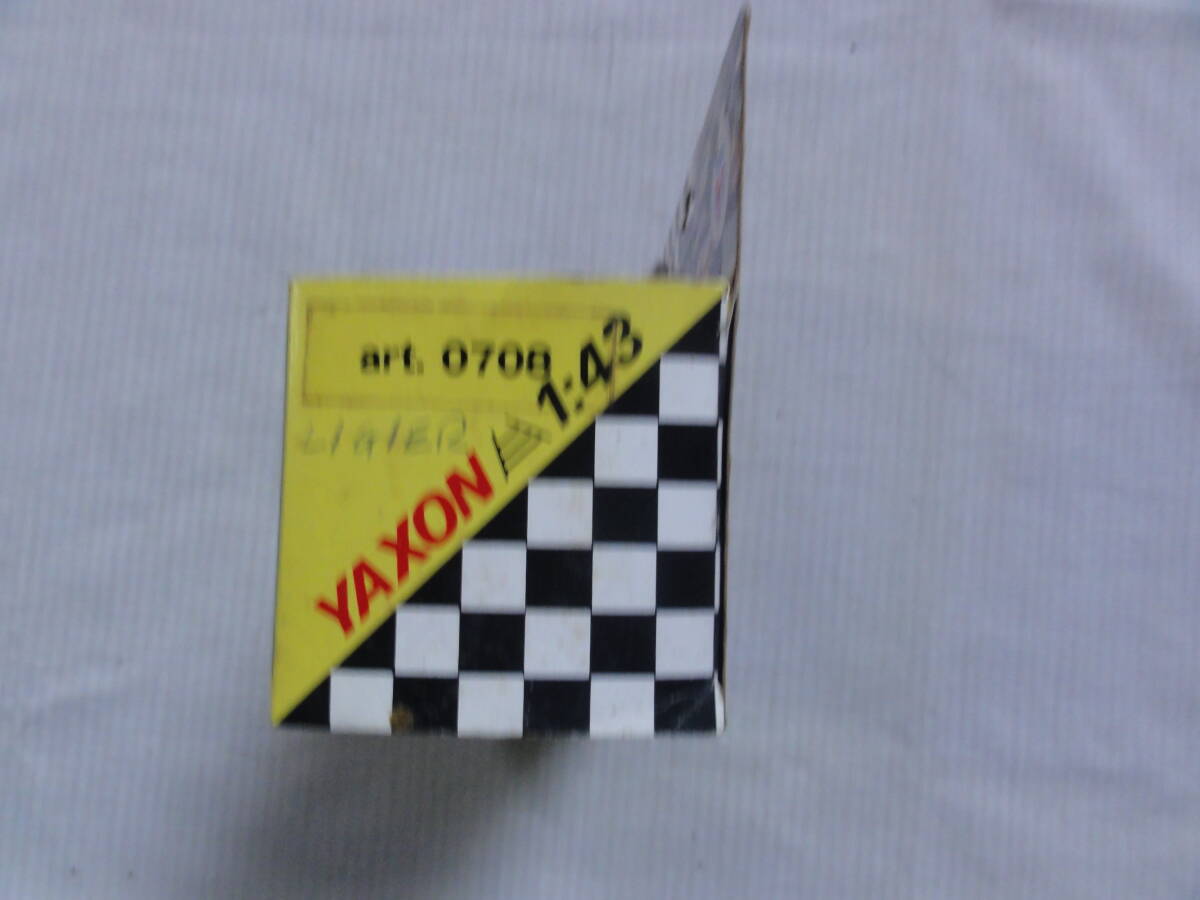 art. 0708
1:43
LIGIER
YAXON